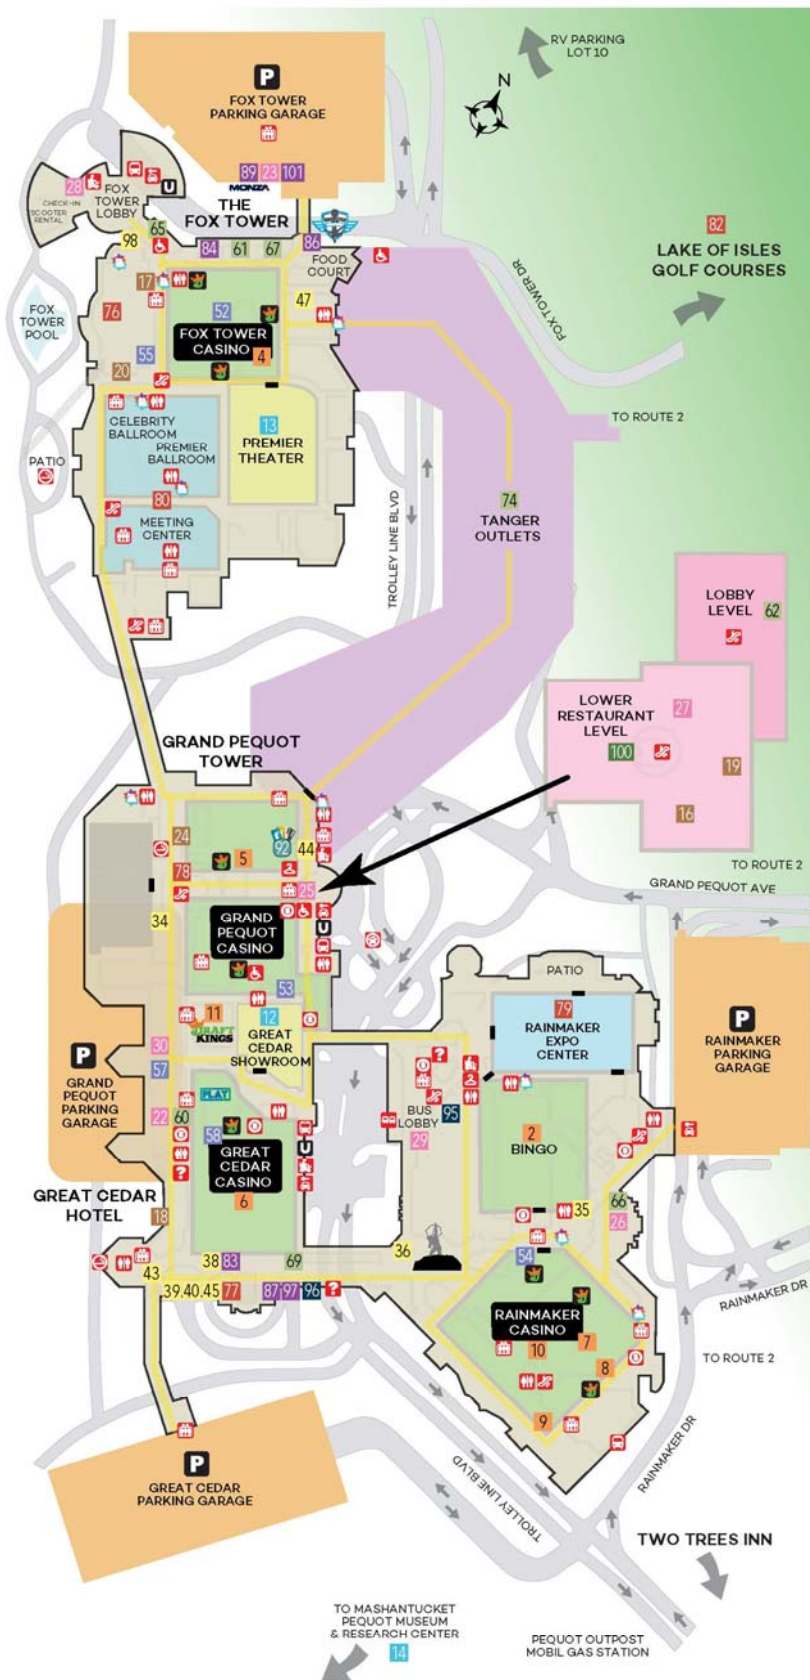 RV PARKING
LOT 10
N
P
FOX TOWER
PARKING GARAGE
89 23 101
MONZA
28
CHECK-IN
SCOOTER
RENTAL
FOX
TOWER
LOBBY
U
THE
FOX TOWER
65
98
84 61 67 86
FOOD
COURT
82
LAKE OF ISLES
GOLF COURSES
FOX TOWER DR
17
76
52
47
FOX
TOWER
POOL
FOX TOWER
CASINO
4
55
20
TO ROUTE 2
CELEBRITY
BALLROOM
PREMIER
BALLROOM
13
PREMIER
THEATER
PATIO
80
MEETING
CENTER
74
TANGER
OUTLETS
TROLLEY LINE BLVD
LOBBY
LEVEL
62
LOWER
RESTAURANT
LEVEL
27
100
19
16
GRAND PEQUOT
TOWER
24
92
44
5
78
25
TO ROUTE 2
GRAND PEQUOT AVE
34
GRAND
PEQUOT
CASINO
U
53
PATIO
11
DRAFT
KINGS
12
GREAT
CEDAR
SHOWROOM
79
RAINMAKER
EXPO
CENTER
P
RAINMAKER
PARKING
GARAGE
P
GRAND
PEQUOT
PARKING
GARAGE
30
57
PLAY
22 60
58
?
BUS
LOBBY
95
29
2
BINGO
U
GREAT
CEDAR
CASINO
6
?
GREAT CEDAR
HOTEL
18
35
66
26
36
54
38 83
69
43
39,40,45 77
87 97 96 ?
RAINMAKER
CASINO
10
7
8
9
RAINMAKER DR
TO ROUTE 2
P
GREAT CEDAR
PARKING GARAGE
TROLLEY LINE BLVD
RAINMAKER DR
TWO TREES INN
TO MASHANTUCKET
PEQUOT MUSEUM
& RESEARCH CENTER
14
PEQUOT OUTPOST
MOBIL GAS STATION